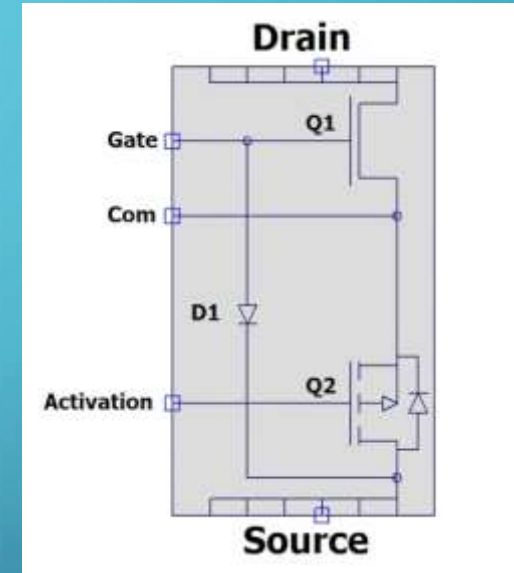 Drain
Q1
Gate
Com
D1
Q2
Activation
Source